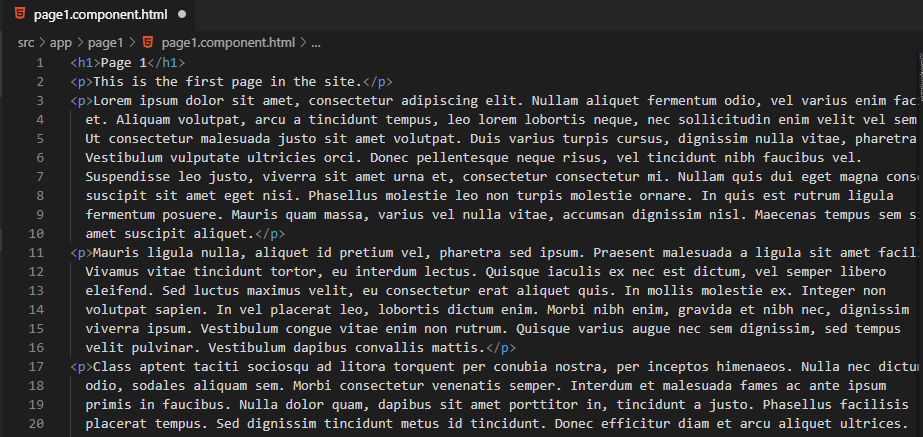 page1.component.html
src > app > page1 > page1.component.html > ...
1 <h1>Page 1</h1>
2 <p>This is the first page in the site.</p>
3 <p>Lorem ipsum dolor sit amet, consectetur adipiscing elit. Nullam aliquet fermentum odio, vel varius enim
4 et. Aliquam volutpat, arcu a tincidunt tempus, leo lorem lobortis neque, nec sollicitudin enim velit vel sem
5 Ut consectetur malesuada justo sit amet volutpat. Duis varius turpis cursus, dignissim nulla vitae, pharetra
6 Vestibulum vulputate ultricies orci. Donec pellentesque neque risus, vel tincidunt nibh faucibus vel.
7 Suspendisse leo justo, viverra sit amet urna et, consectetur consectetur mi. Nullam quis dui eget magna
8 suscipit sit amet eget nisi. Phasellus molestie leo non turpis molestie ornare. In quis est rutrum ligula
9 fermentum posuere. Mauris quam massa, varius vel nulla vitae, accumsan dignissim nisl. Maecenas tempus sem
10 amet suscipit aliquet.</p>
11 <p>Mauris ligula nulla, aliquet id pretium vel, pharetra sed ipsum. Praesent malesuada a ligula sit amet
12 Vivamus vitae tincidunt tortor, eu interdum lectus. Quisque iaculis ex nec est dictum, vel semper libero
13 eleifend. Sed luctus maximus velit, eu consectetur erat aliquet quis. In mollis molestie ex. Integer non
14 volutpat sapien. In vel placerat leo, lobortis dictum enim. Morbi nibh enim, gravida et nibh nec, dignissim
15 viverra ipsum. Vestibulum congue vitae enim non rutrum. Quisque varius augue nec sem dignissim, sed tempus
16 velit pulvinar. Vestibulum dapibus convallis mattis.</p>
17 <p>Class aptent taciti sociosqu ad litora torquent per conubia nostra, per inceptos himenaeos. Nulla nec
18 odio, sodales aliquam sem. Morbi consectetur venenatis semper. Interdum et malesuada fames ac ante ipsum
19 primis in faucibus. Nulla dolor quam, dapibus sit amet porttitor in, tincidunt a justo. Phasellus facilisis
20 placerat tempus. Sed dignissim tincidunt metus id tincidunt. Donec efficitur diam et arcu aliquet ultrices.